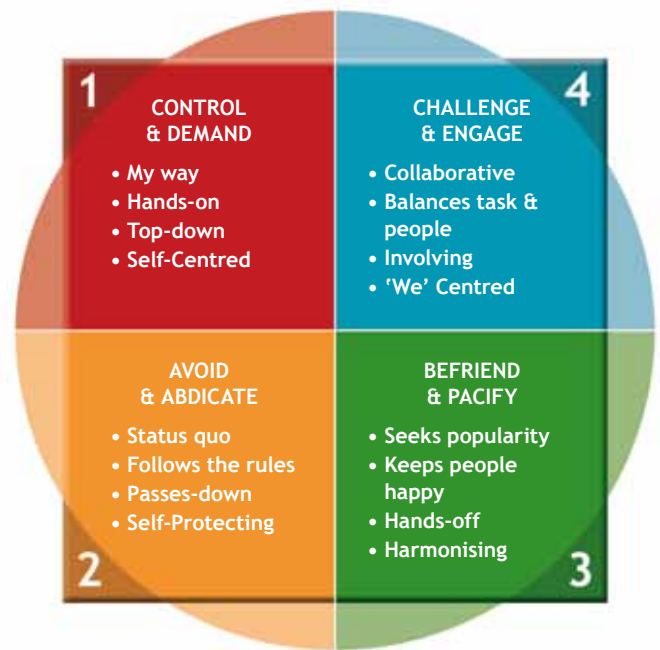 1
CONTROL
& DEMAND
• My way
• Hands-on
• Top-down
• Self-Centred
4
CHALLENGE
& ENGAGE
• Collaborative
• Balances task &
people
• Involving
• ‘We’ Centred
2
AVOID
& ABDICATE
• Status quo
• Follows the rules
• Passes-down
• Self-Protecting
3
BEFRIEND
& PACIFY
• Seeks popularity
• Keeps people
happy
• Hands-off
• Harmonising